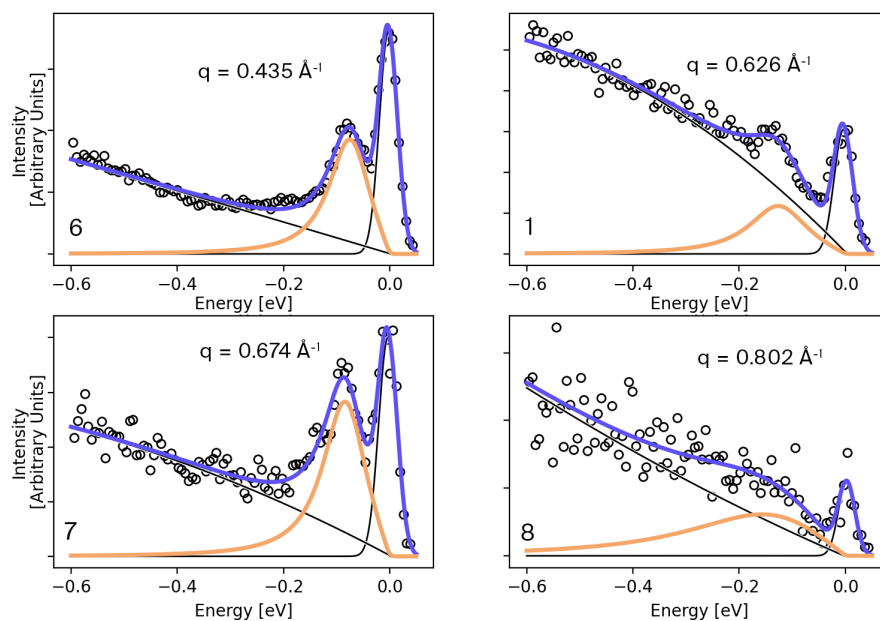 Intensity
[Arbitrary Units]
q = 0.435 Å⁻¹
6
−0.6 −0.4 −0.2 0.0
Energy [eV]
q = 0.626 Å⁻¹
1
−0.6 −0.4 −0.2 0.0
Energy [eV]
Intensity
[Arbitrary Units]
q = 0.674 Å⁻¹
7
−0.6 −0.4 −0.2 0.0
Energy [eV]
q = 0.802 Å⁻¹
8
−0.6 −0.4 −0.2 0.0
Energy [eV]